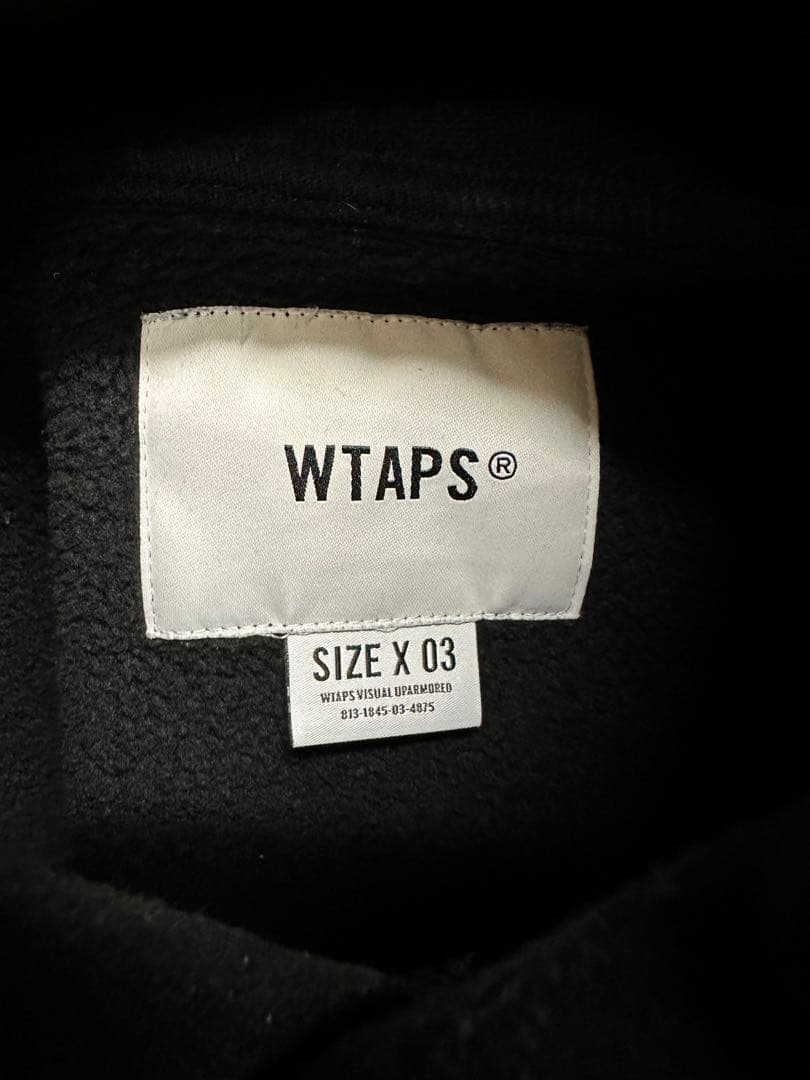 WTAPS®
SIZE X 03
WTAPS VISUAL UPARMORED
813-1845-03-4875